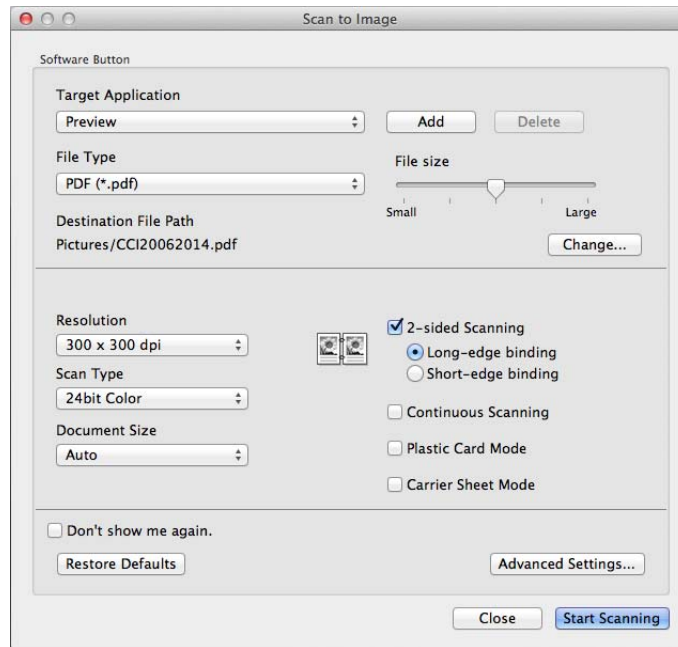 Scan to Image
Software Button
Target Application
Preview
Add
Delete
File Type
File size
PDF (*.pdf)
Small
Large
Destination File Path
Pictures/CCI20062014.pdf
Change...
Resolution
2-sided Scanning
300 x 300 dpi
Long-edge binding
Scan Type
Short-edge binding
24bit Color
Continuous Scanning
Document Size
Auto
Plastic Card Mode
Carrier Sheet Mode
Don't show me again.
Restore Defaults
Advanced Settings...
Close
Start Scanning